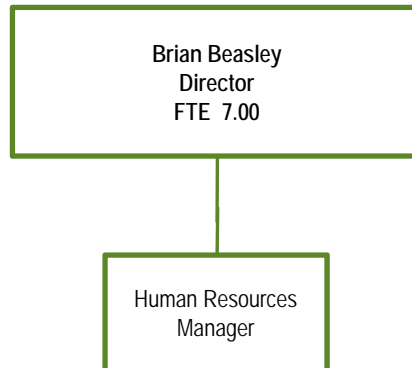 Brian Beasley
Director
FTE 7.00
Human Resources
Manager